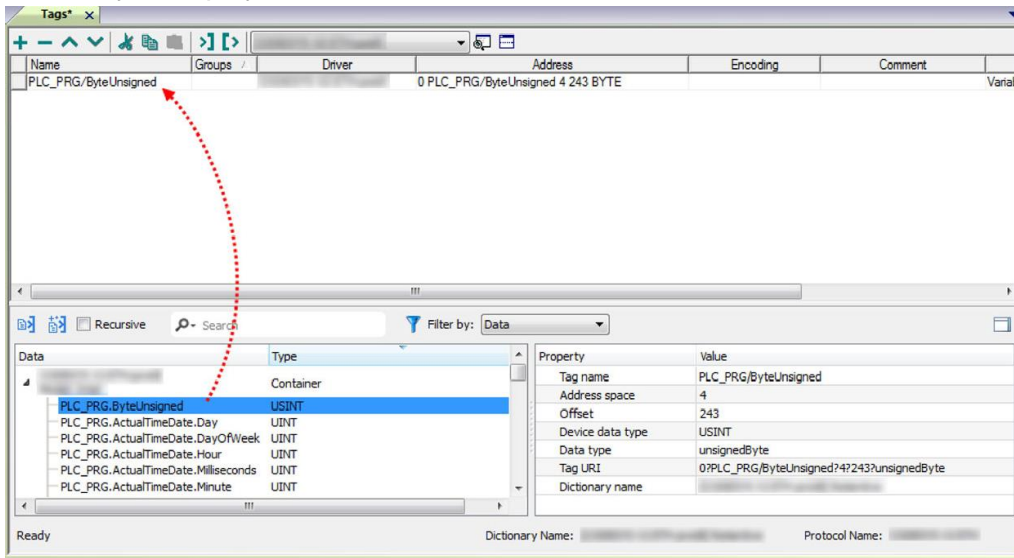 Tags* x
Name Groups / Driver Address Encoding Comment
PLC_PRG/ByteUnsigned 0 PLC_PRG/ByteUnsigned 4 243 BYTE Varial
Recursive Search Filter by: Data
Data Type
Container
PLC_PRG.ByteUnsigned USINT
PLC_PRG.ActualTimeDate.Day UINT
PLC_PRG.ActualTimeDate.DayOfWeek UINT
PLC_PRG.ActualTimeDate.Hour UINT
PLC_PRG.ActualTimeDate.Milliseconds UINT
PLC_PRG.ActualTimeDate.Minute UINT
Property Value
Tag name PLC_PRG/ByteUnsigned
Address space 4
Offset 243
Device data type USINT
Data type unsignedByte
Tag URI 0?PLC_PRG/ByteUnsigned?4?243?unsignedByte
Dictionary name
Ready Dictionary Name: Protocol Name: